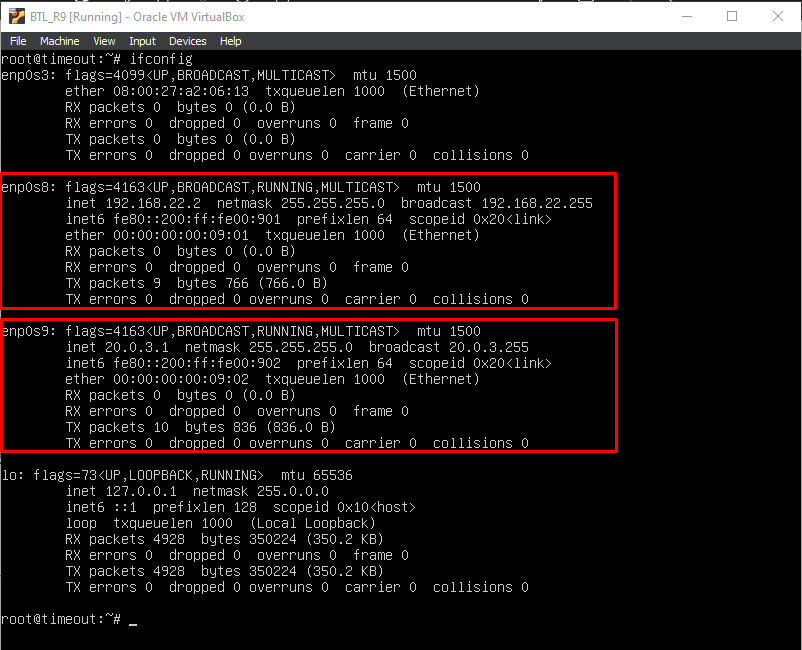 BTL_R9 [Running] - Oracle VM VirtualBox
File Machine View Input Devices Help
root@timeout:~# ifconfig
enp0s3: flags=4099<UP,BROADCAST,MULTICAST>  mtu 1500
        ether 08:00:27:a2:06:13  txqueuelen 1000  (Ethernet)
        RX packets 0  bytes 0 (0.0 B)
        RX errors 0  dropped 0  overruns 0  frame 0
        TX packets 0  bytes 0 (0.0 B)
        TX errors 0  dropped 0 overruns 0  carrier 0  collisions 0
enp0s8: flags=4163<UP,BROADCAST,RUNNING,MULTICAST>  mtu 1500
        inet 192.168.22.2  netmask 255.255.255.0  broadcast 192.168.22.255
        inet6 fe80::200:ff:fe00:901  prefixlen 64  scopeid 0x20<link>
        ether 00:00:00:00:09:01  txqueuelen 1000  (Ethernet)
        RX packets 0  bytes 0 (0.0 B)
        RX errors 0  dropped 0  overruns 0  frame 0
        TX packets 9  bytes 766 (766.0 B)
        TX errors 0  dropped 0 overruns 0  carrier 0  collisions 0
enp0s9: flags=4163<UP,BROADCAST,RUNNING,MULTICAST>  mtu 1500
        inet 20.0.3.1  netmask 255.255.255.0  broadcast 20.0.3.255
        inet6 fe80::200:ff:fe00:902  prefixlen 64  scopeid 0x20<link>
        ether 00:00:00:00:09:02  txqueuelen 1000  (Ethernet)
        RX packets 0  bytes 0 (0.0 B)
        RX errors 0  dropped 0  overruns 0  frame 0
        TX packets 10  bytes 836 (836.0 B)
        TX errors 0  dropped 0 overruns 0  carrier 0  collisions 0
lo: flags=73<UP,LOOPBACK,RUNNING>  mtu 65536
        inet 127.0.0.1  netmask 255.0.0.0
        inet6 ::1  prefixlen 128  scopeid 0x10<host>
        loop  txqueuelen 1000  (Local Loopback)
        RX packets 4928  bytes 350224 (350.2 KB)
        RX errors 0  dropped 0  overruns 0  frame 0
        TX packets 4928  bytes 350224 (350.2 KB)
        TX errors 0  dropped 0 overruns 0  carrier 0  collisions 0
root@timeout:~# _